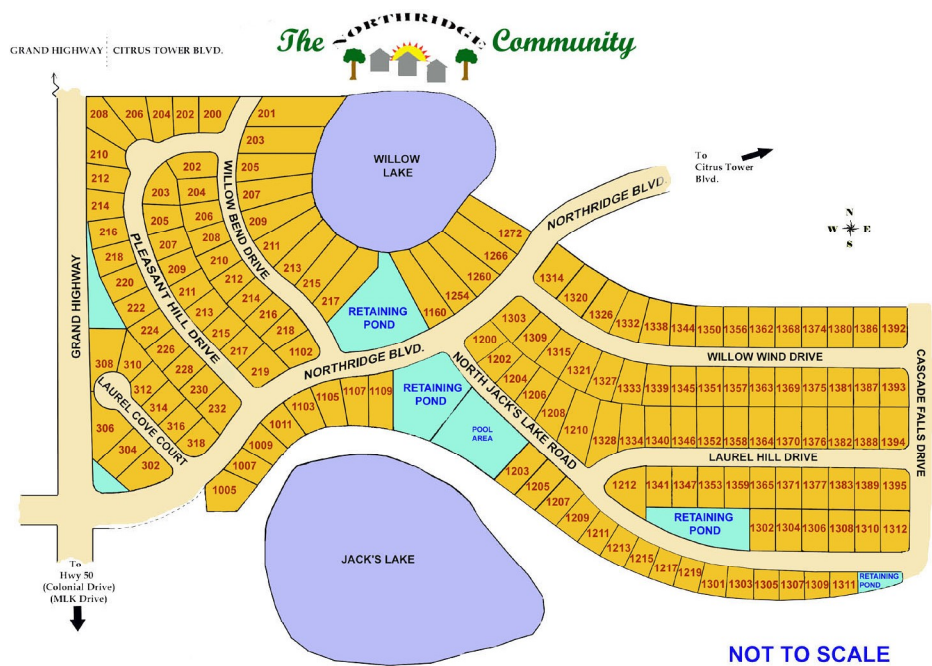 NORTHRIDGE
The Community
GRAND HIGHWAY CITRUS TOWER BLVD.
208 206 204 202 200 201
203
210 202 205
212 203 204 207
214 205 206 209
216 207 208 211
218 209 210 213
220 211 212 215
222 213 214 217
224 215 216
226 217 218
228 219 1102
230
232
WILLOW BEND DRIVE
PLEASANT HILL DRIVE
GRAND HIGHWAY
WILLOW
LAKE
To
Citrus Tower
Blvd.
N
W E
S
NORTHRIDGE BLVD.
1272
1266
1260
1254
1160
RETAINING
POND
NORTHRIDGE BLVD.
308 310
312
314
316
318
306
304
302
LAUREL COVE COURT
1005
1007
1009
1011
1103 1105 1107 1109
RETAINING
POND
POOL
AREA
NORTH JACK'S LAKE ROAD
1314
1320
1326 1332 1338 1344 1350 1356 1362 1368 1374 1380 1386 1392
WILLOW WIND DRIVE
1303
1309
1315
1321
1327 1333 1339 1345 1351 1357 1363 1369 1375 1381 1387 1393
1200
1202
1204
1206
1208
1210
1328 1334 1340 1346 1352 1358 1364 1370 1376 1382 1388 1394
LAUREL HILL DRIVE
CASCADE FALLS DRIVE
1212 1341 1347 1353 1359 1365 1371 1377 1383 1389 1395
RETAINING
POND
1302 1304 1306 1308 1310 1312
1203
1205
1207
1209
1211
1213
1215
1217 1219
1301 1303 1305 1307 1309 1311
RETAINING
POND
JACK'S LAKE
To
Hwy 50
(Colonial Drive)
(MLK Drive)
NOT TO SCALE